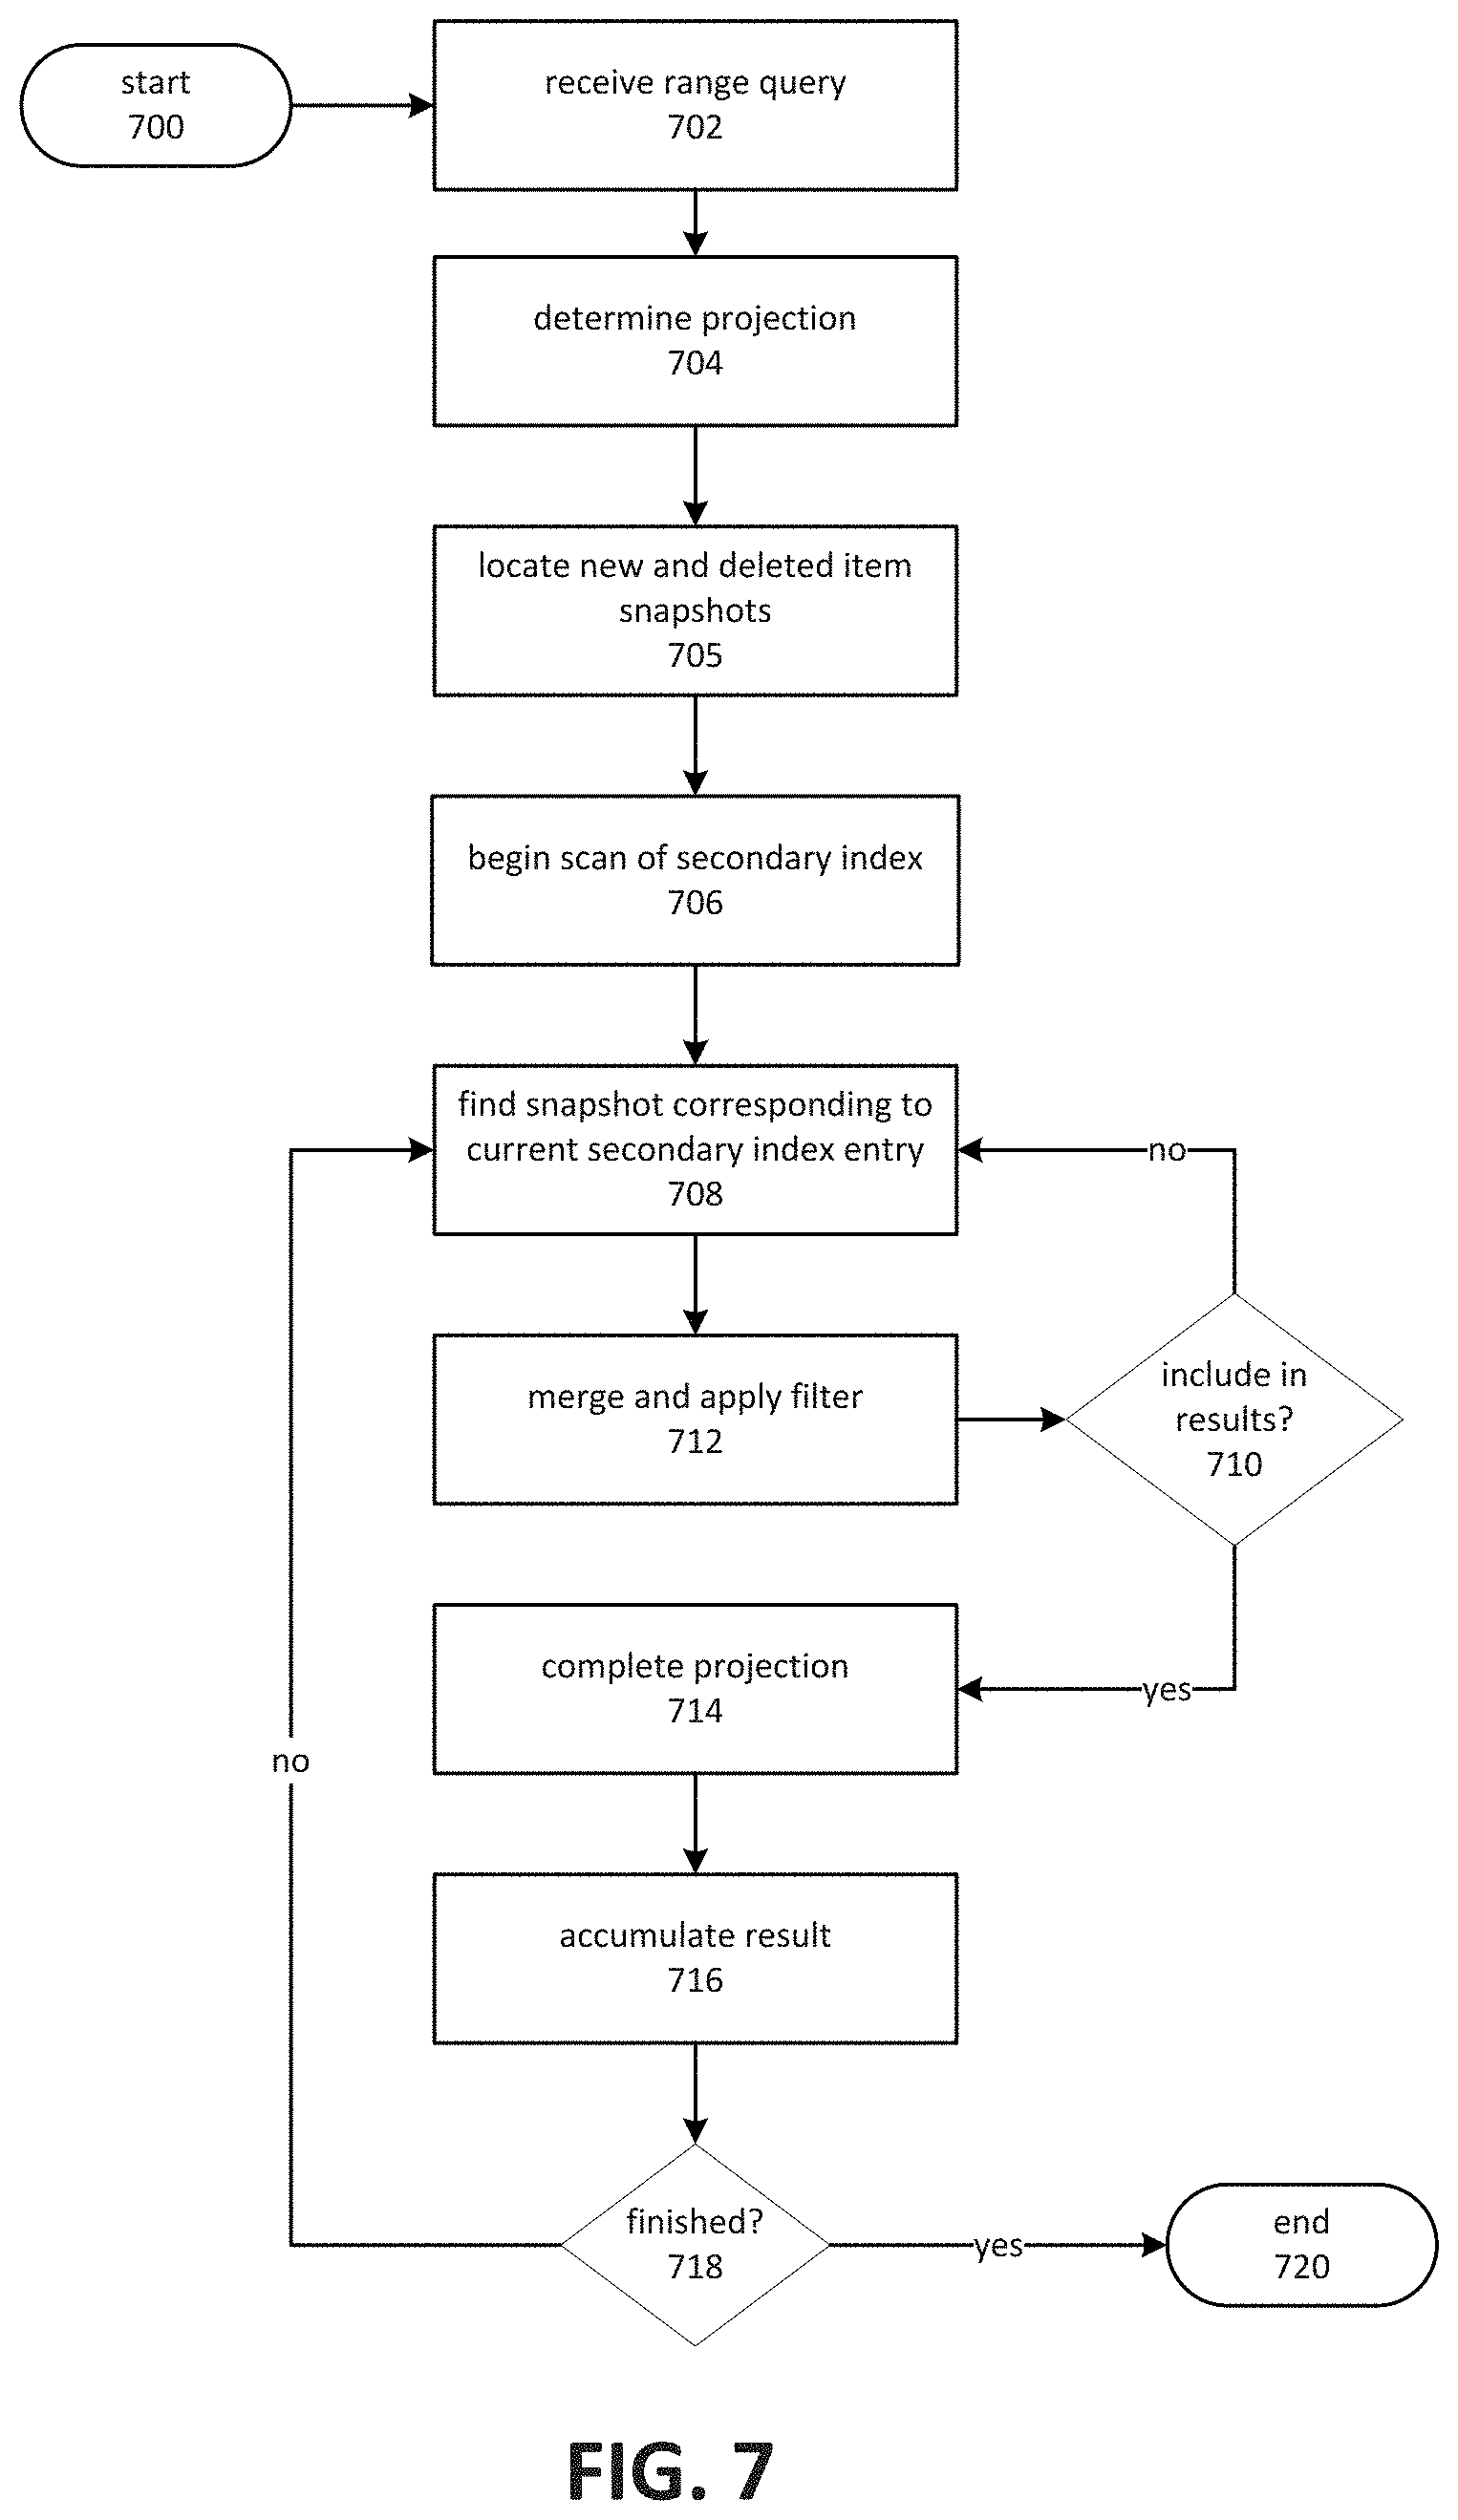 start
700
receive range query
702
determine projection
704
locate new and deleted item
snapshots
705
begin scan of secondary index
706
find snapshot corresponding to
current secondary index entry
708
no
merge and apply filter
712
include in
results?
710
complete projection
714
yes
no
accumulate result
716
finished?
718
yes
end
720
FIG. 7